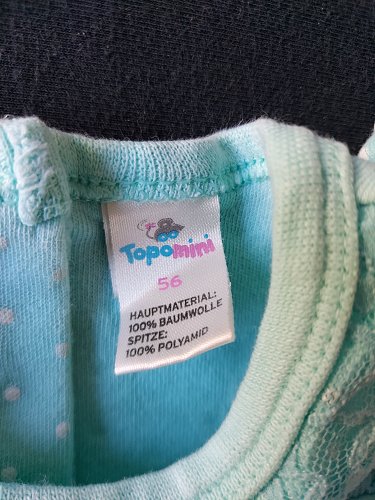 Topomini
56
HAUPTMATERIAL:
100% BAUMWOLLE
SPITZE:
100% POLYAMID